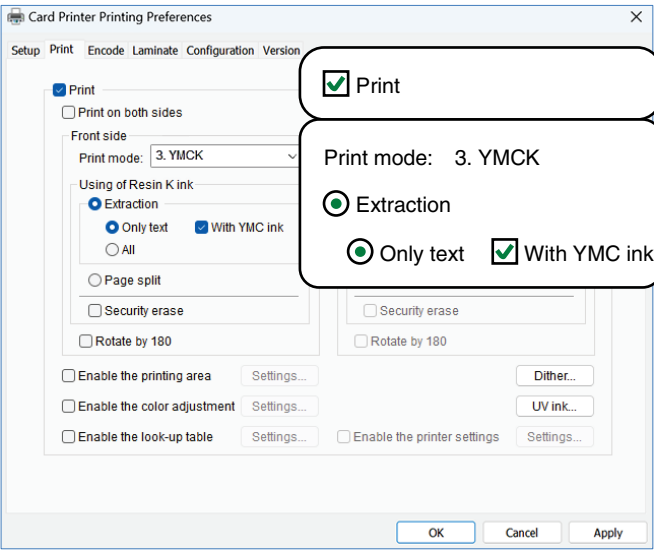 Card Printer Printing Preferences
Setup Print Encode Laminate Configuration Version
Print
Print on both sides
Front side
Print mode: 3. YMCK
Using of Resin K ink
Extraction
Only text With YMC ink
All
Page split
Security erase
Rotate by 180
Print
Print mode: 3. YMCK
Extraction
Only text With YMC ink
Security erase
Rotate by 180
Enable the printing area Settings... Dither...
Enable the color adjustment Settings... UV ink...
Enable the look-up table Settings... Enable the printer settings Settings...
OK Cancel Apply